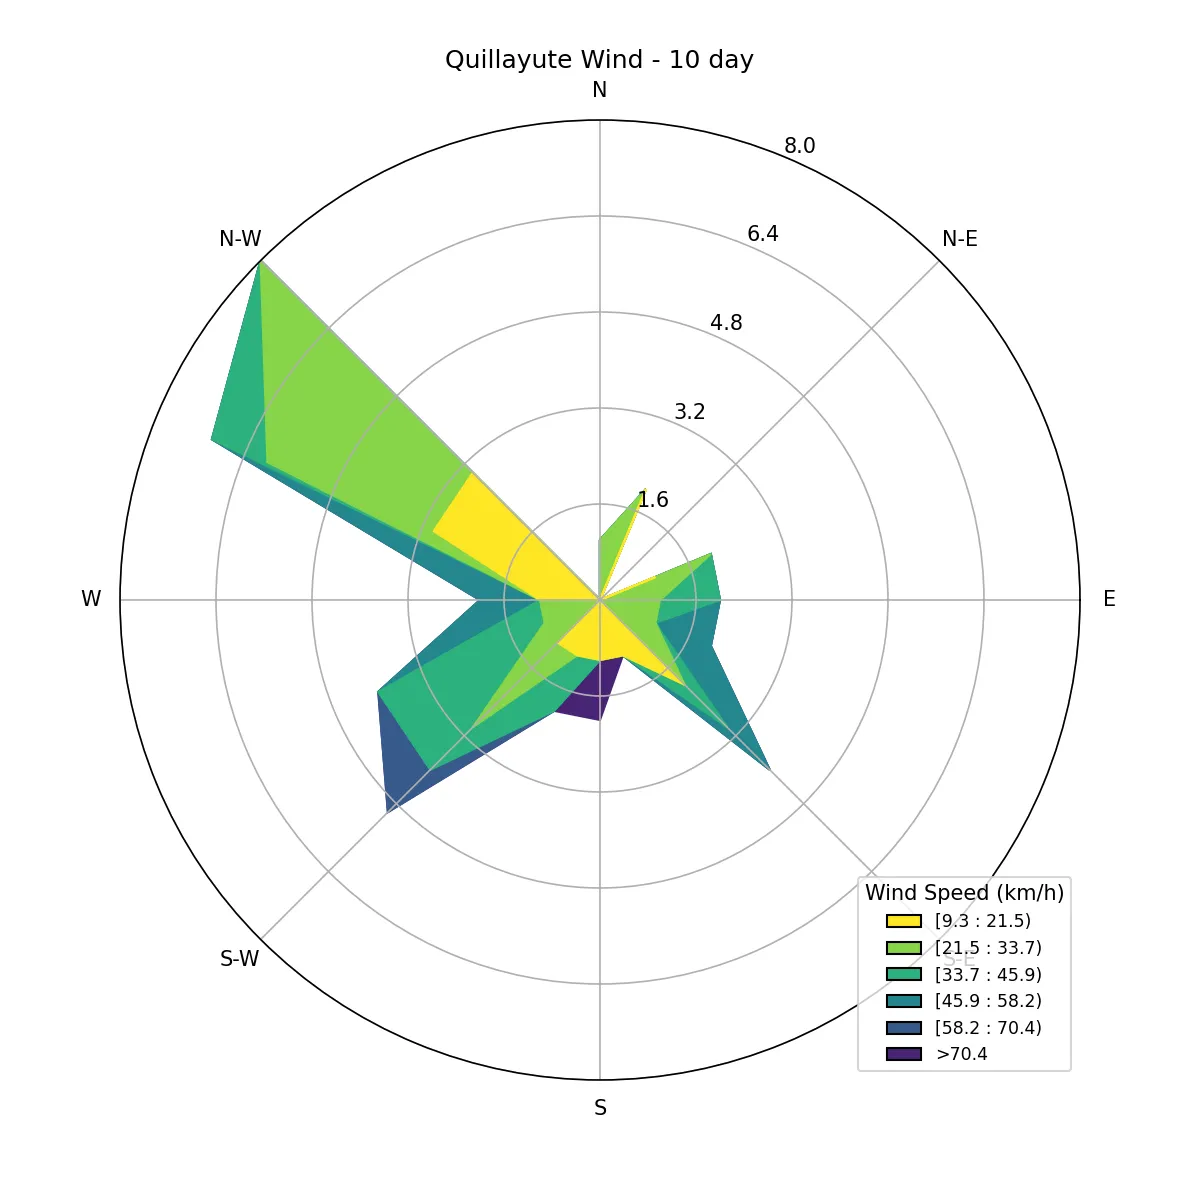 Quillayute Wind - 10 day
N
8.0
N-W
6.4
N-E
4.8
3.2
1.6
W
E
S-W
S-E
S
Wind Speed (km/h)
[9.3 : 21.5)
[21.5 : 33.7)
[33.7 : 45.9)
[45.9 : 58.2)
[58.2 : 70.4)
>70.4